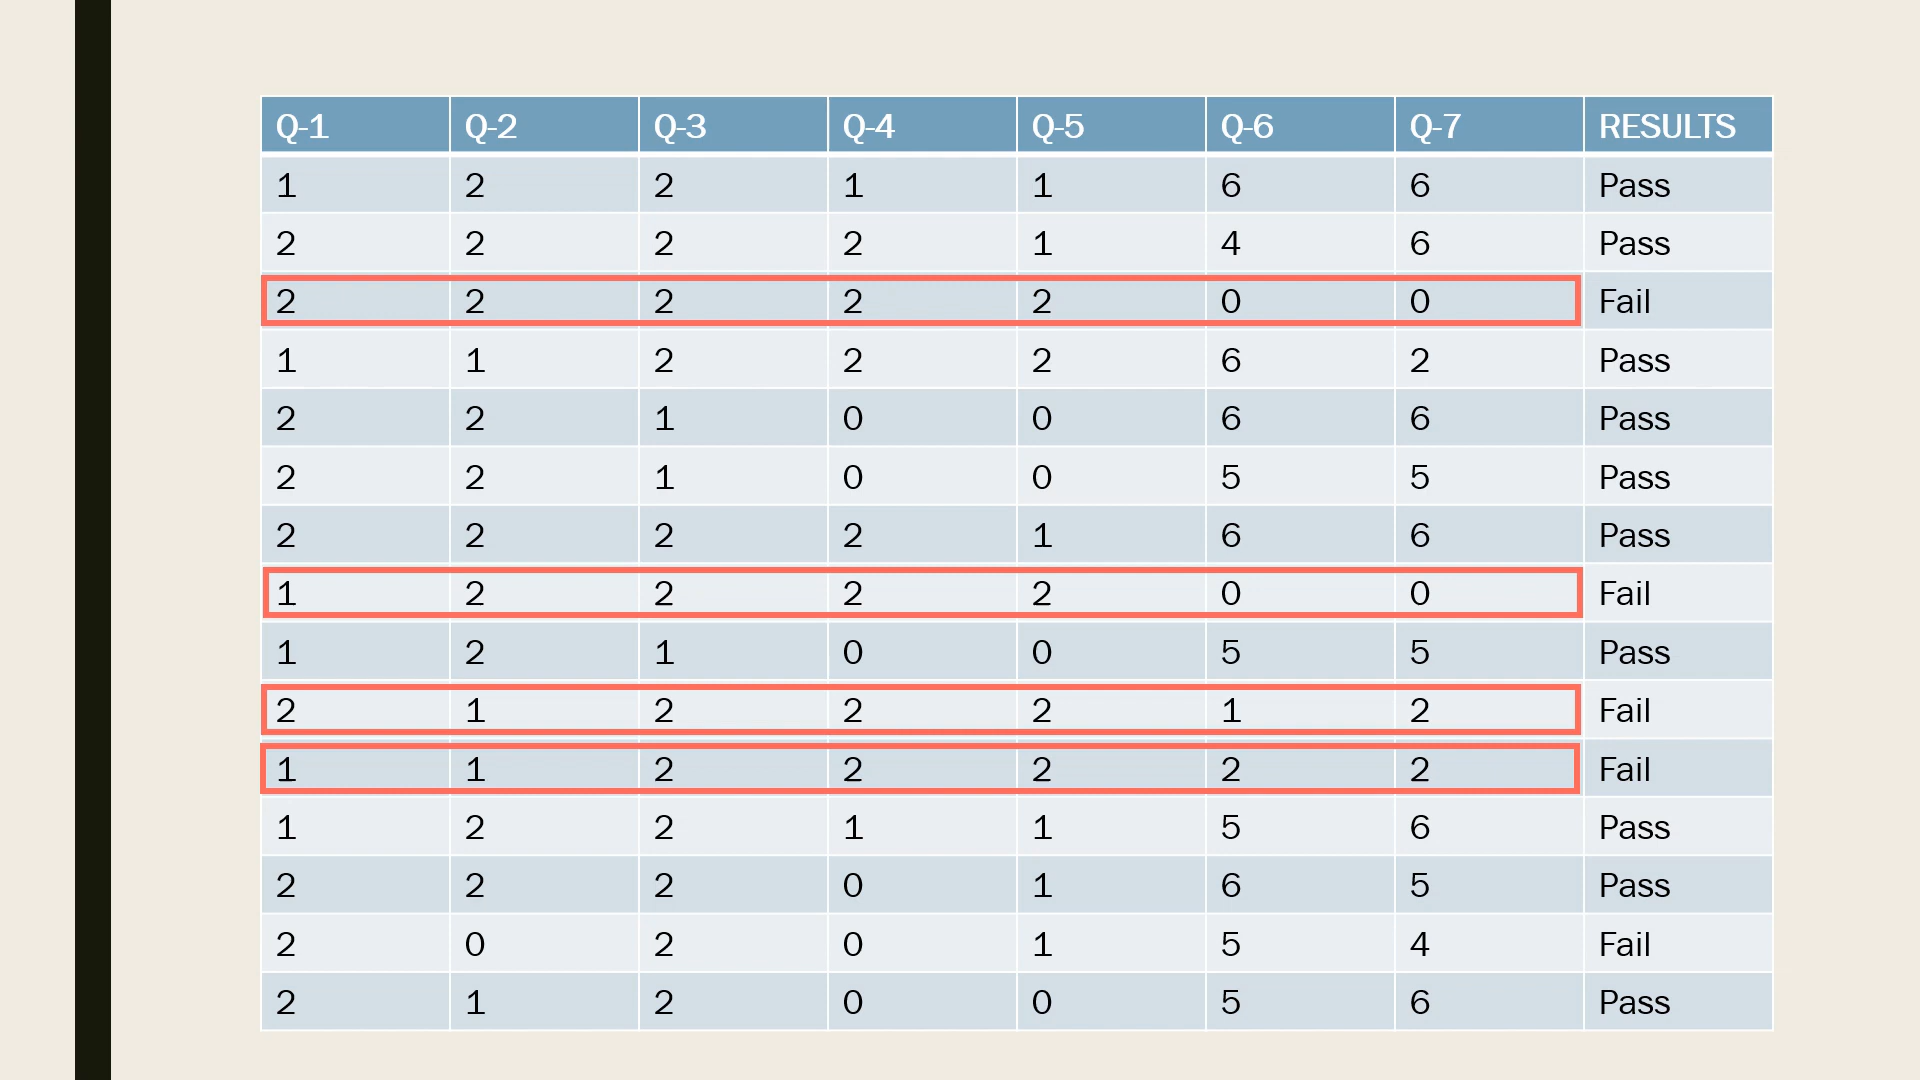 Q-1 Q-2 Q-3 Q-4 Q-5 Q-6 Q-7 RESULTS
1 2 2 1 1 6 6 Pass
2 2 2 2 1 4 6 Pass
2 2 2 2 2 0 0 Fail
1 1 2 2 2 6 2 Pass
2 2 1 0 0 6 6 Pass
2 2 1 0 0 5 5 Pass
2 2 2 2 1 6 6 Pass
1 2 2 2 2 0 0 Fail
1 2 1 0 0 5 5 Pass
2 1 2 2 2 1 2 Fail
1 1 2 2 2 2 2 Fail
1 2 2 1 1 5 6 Pass
2 2 2 0 1 6 5 Pass
2 0 2 0 1 5 4 Fail
2 1 2 0 0 5 6 Pass